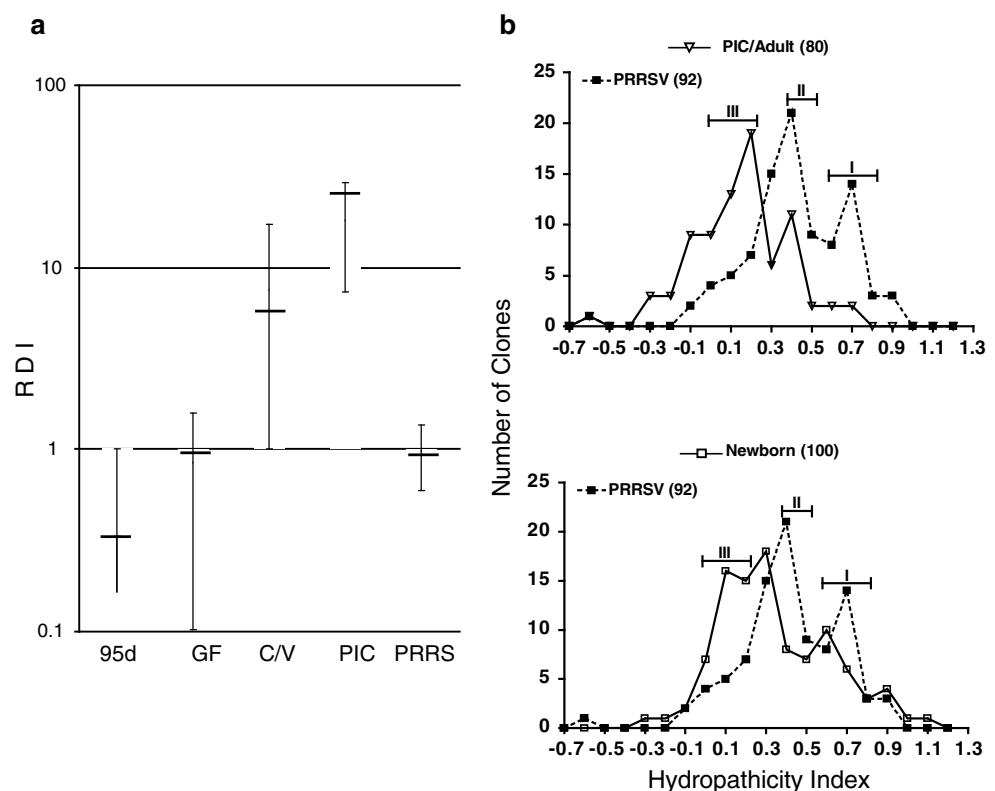 a
100
10
1
0.1
R D I
95d GF C/V PIC PRRS
b
PIC/Adult (80)
PRRSV (92)
25
20
15
10
5
0
III
II
I
-0.7 -0.5 -0.3 -0.1 0.1 0.3 0.5 0.7 0.9 1.1 1.3
Number of Clones
Newborn (100)
PRRSV (92)
25
20
15
10
5
0
III
II
I
-0.7 -0.5 -0.3 -0.1 0.1 0.3 0.5 0.7 0.9 1.1 1.3
Hydropathicity Index